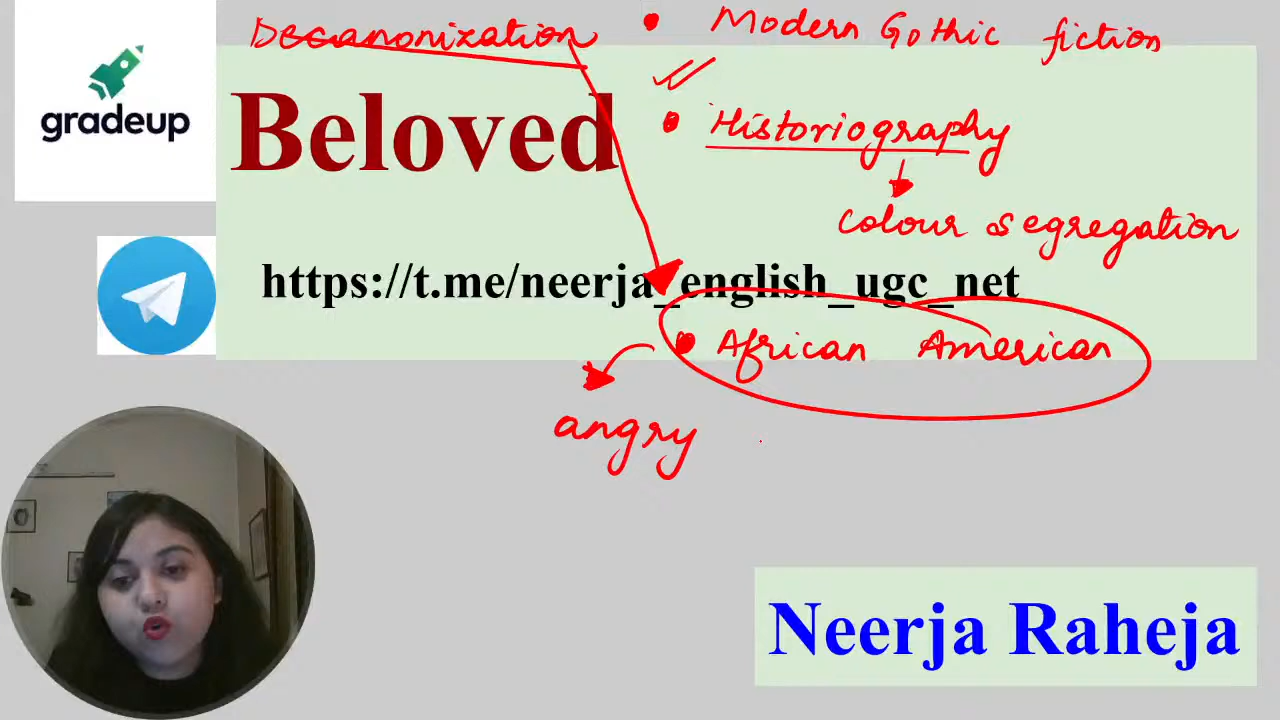 Decanonization
• Modern Gothic fiction
gradeup
Beloved
• Historiography
colour segregation
https://t.me/neerja_english_ugc_net
• African American
angry
Neerja Raheja